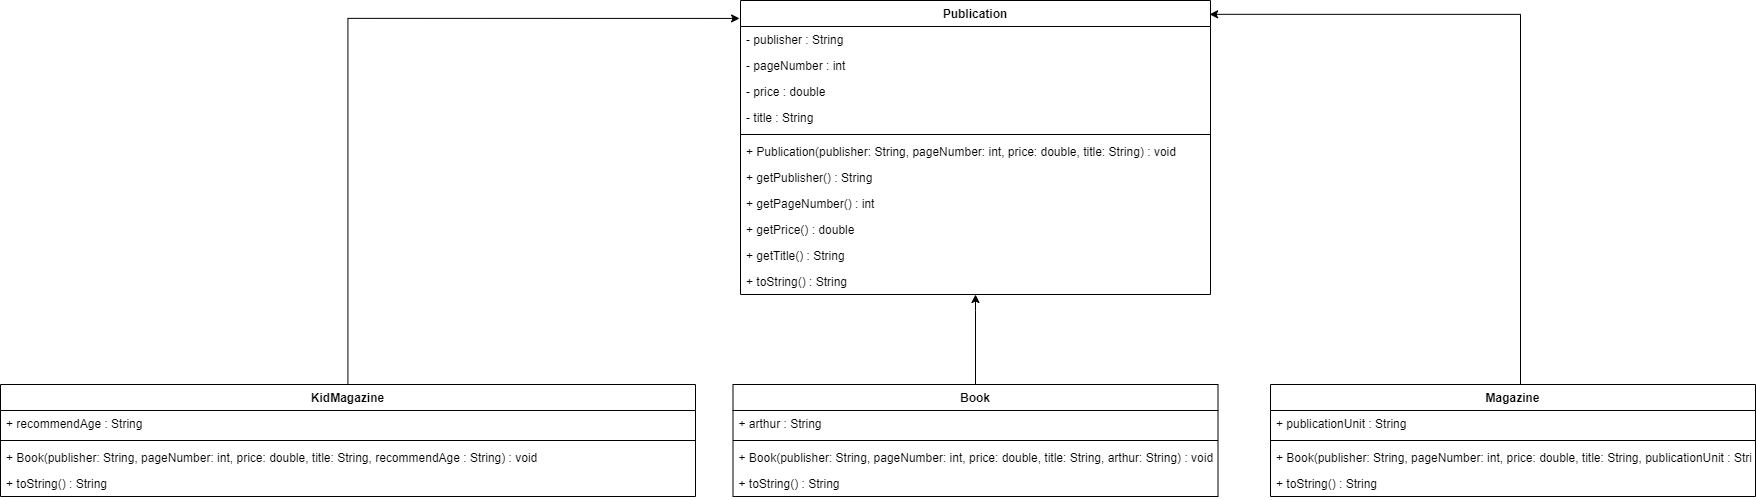 Publication
- publisher : String
- pageNumber : int
- price : double
- title : String
+ Publication(publisher: String, pageNumber: int, price: double, title: String) : void
+ getPublisher() : String
+ getPageNumber() : int
+ getPrice() : double
+ getTitle() : String
+ toString() : String
KidMagazine
+ recommendAge : String
+ Book(publisher: String, pageNumber: int, price: double, title: String, recommendAge : String) : void
+ toString() : String
Book
+ arthur : String
+ Book(publisher: String, pageNumber: int, price: double, title: String, arthur: String) : void
+ toString() : String
Magazine
+ publicationUnit : String
+ Book(publisher: String, pageNumber: int, price: double, title: String, publicationUnit : Stri
+ toString() : String